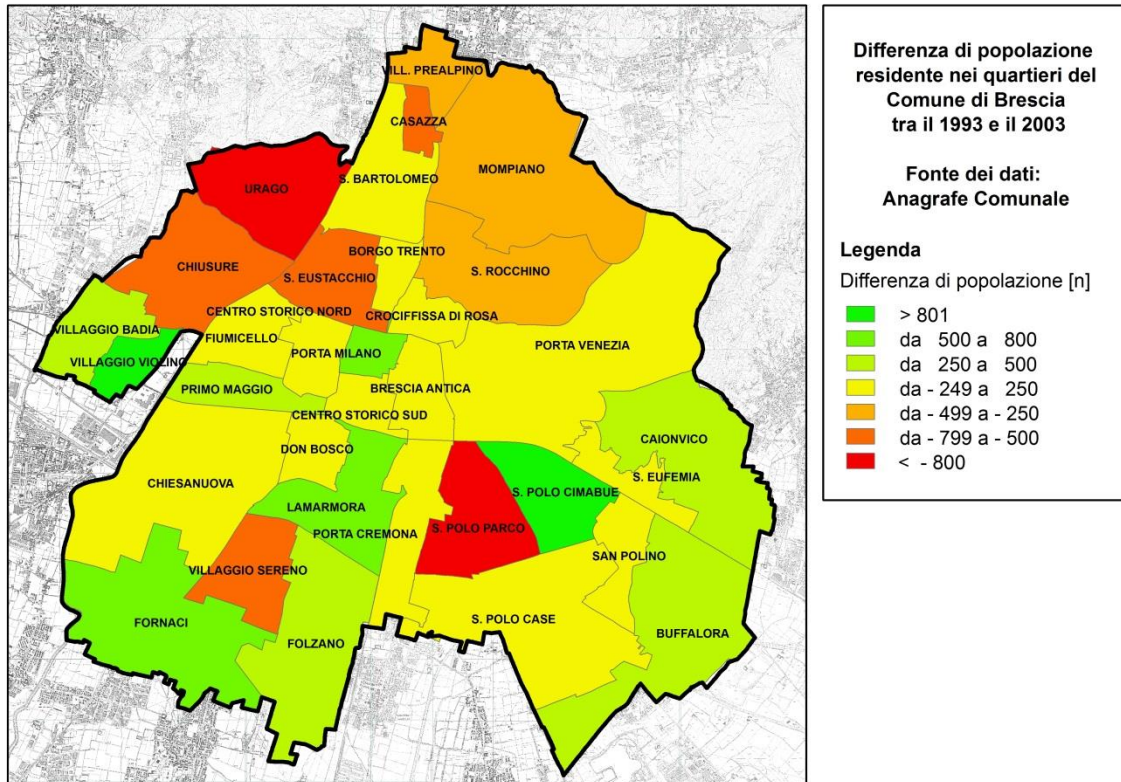 Differenza di popolazione
residente nei quartieri del
Comune di Brescia
tra il 1993 e il 2003
Fonte dei dati:
Anagrafe Comunale
Legenda
Differenza di popolazione [n]
> 801
da 500 a 800
da 250 a 500
da - 249 a 250
da - 499 a - 250
da - 799 a - 500
< - 800
VILL. PREALPINO
CASAZZA
MOMPIANO
S. BARTOLOMEO
URAGO
BORGO TRENTO
S. ROCCHINO
CHIUSURE
S. EUSTACCHIO
CENTRO STORICO NORD
CROCIFFISSA DI ROSA
VILLAGGIO BADIA
FIUMICELLO
PORTA VENEZIA
VILLAGGIO VIOLINO
PORTA MILANO
PRIMO MAGGIO
BRESCIA ANTICA
CENTRO STORICO SUD
CAIONVICO
DON BOSCO
S. EUFEMIA
CHIESANUOVA
S. POLO CIMABUE
LAMARMORA
S. POLO PARCO
PORTA CREMONA
SAN POLINO
VILLAGGIO SERENO
S. POLO CASE
FORNACI
BUFFALORA
FOLZANO